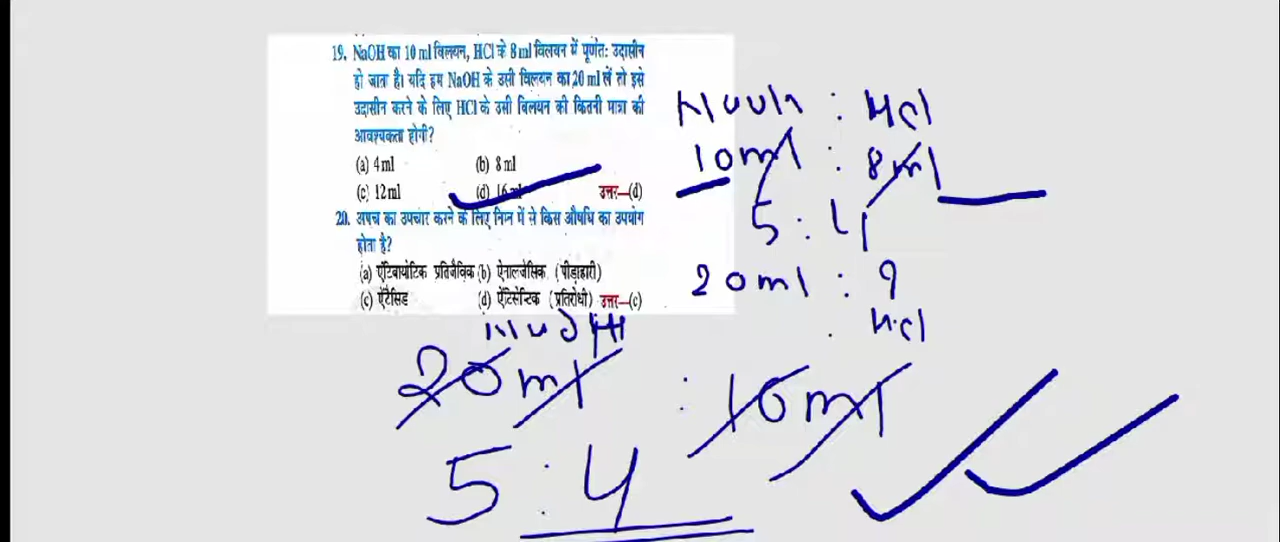 19. NaOH का 10 ml विलयन, HCl के 8 ml विलयन में पूर्णतः उदासीन
हो जाता है। यदि हम NaOH के उसी विलयन का 20 ml लें तो इसे
उदासीन करने के लिए HCl के उसी विलयन की कितनी मात्रा की
आवश्यकता होगी?
(a) 4 ml (b) 8 ml
(c) 12 ml (d) 16 ml उत्तर—(d)
20. अपच का उपचार करने के लिए निम्न में से किस औषधि का उपयोग
होता है?
(a) ऐंटिबायोटिक प्रतिजैविक (b) ऐनाल्जेसिक (पीड़ाहारी)
(c) ऐंटैसिड (d) ऐंटिसेप्टिक (प्रतिरोधी) उत्तर—(c)
: HCl
10ml : 8ml
5 : 4
20ml : ?
: HCl
20ml : 16ml
5 : 4